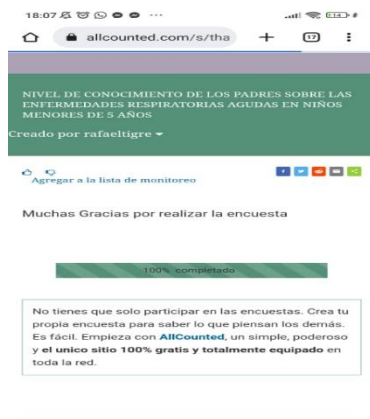 18:07
allcounted.com/s/tha
17
NIVEL DE CONOCIMIENTO DE LOS PADRES SOBRE LAS
ENFERMEDADES RESPIRATORIAS AGUDAS EN NIÑOS
MENORES DE 5 AÑOS
Creado por rafaeltigre
Agregar a la lista de monitoreo
Muchas Gracias por realizar la encuesta
100% completado
No tienes que solo participar en las encuestas. Crea tu
propia encuesta para saber lo que piensan los demás.
Es fácil. Empieza con AllCounted, un simple, poderoso
y el unico sitio 100% gratis y totalmente equipado en
toda la red.